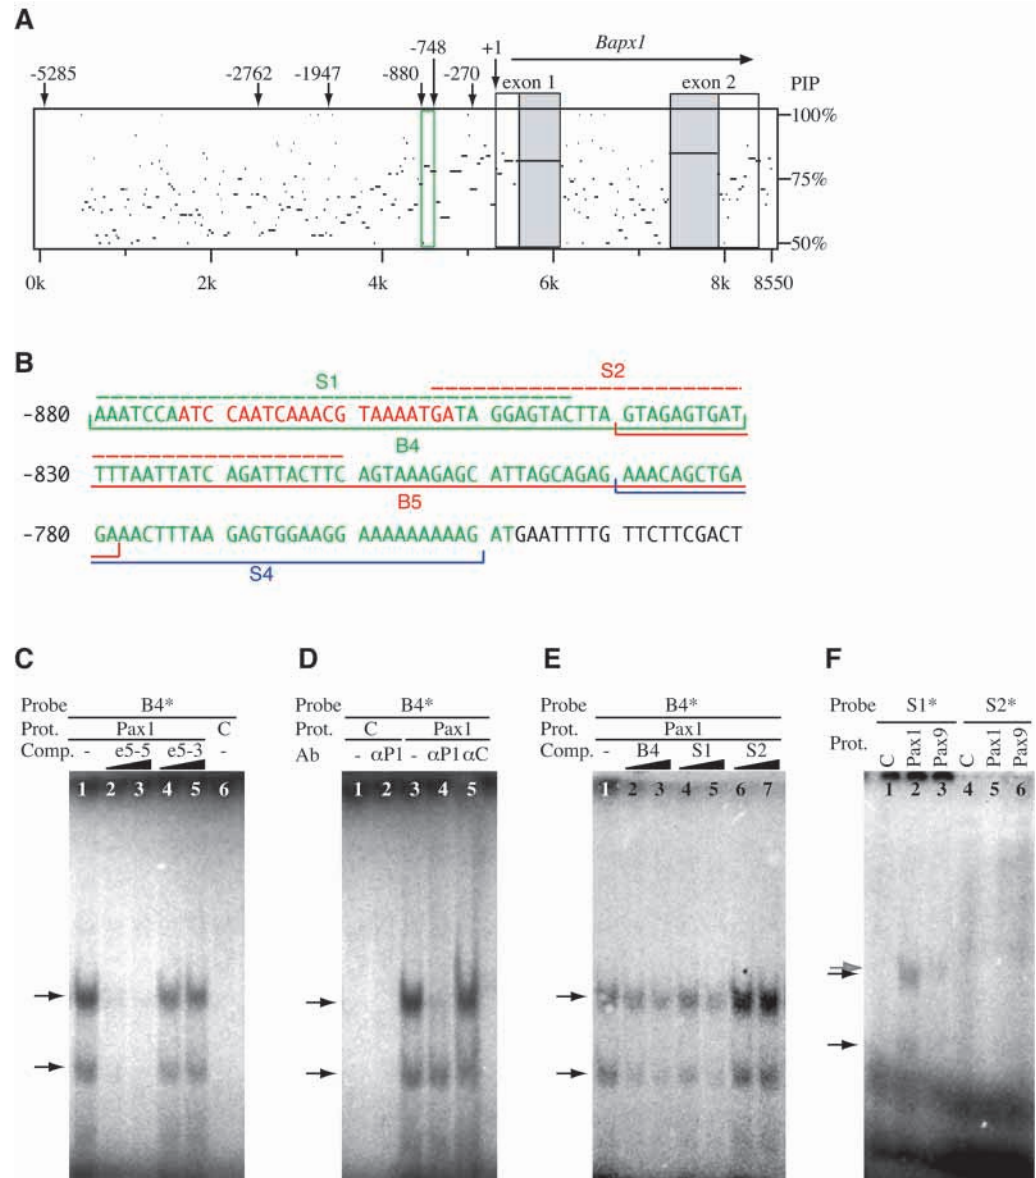 A
Bapx1
-748
+1
-5285 -2762 -1947 -880 -270 exon 1 exon 2 PIP
100%
75%
50%
0k 2k 4k 6k 8k 8550
B
S1 S2
-880 AAATCCAATC CCAATCAAACG TAAAATGATA GGAGTACTTA GTAGAGTGAT
B4
-830 TTTAATTATC AGATTACTTC AGTAAAGAGC ATTAGCAGAG AAACAGCTGA
B5
-780 GAAACTTTAA GAGTGGAAGG AAAAAAAAAG ATGAATTTTG TTCTTCGACT
S4
C
Probe B4*
Prot. Pax1 C
Comp. - e5-5 e5-3 -
1 2 3 4 5 6
D
Probe B4*
Prot. C Pax1
Ab - αP1 - αP1 αC
1 2 3 4 5
E
Probe B4*
Prot. Pax1
Comp. - B4 S1 S2
1 2 3 4 5 6 7
F
Probe S1* S2*
Prot. C Pax1 Pax9 C Pax1 Pax9
1 2 3 4 5 6